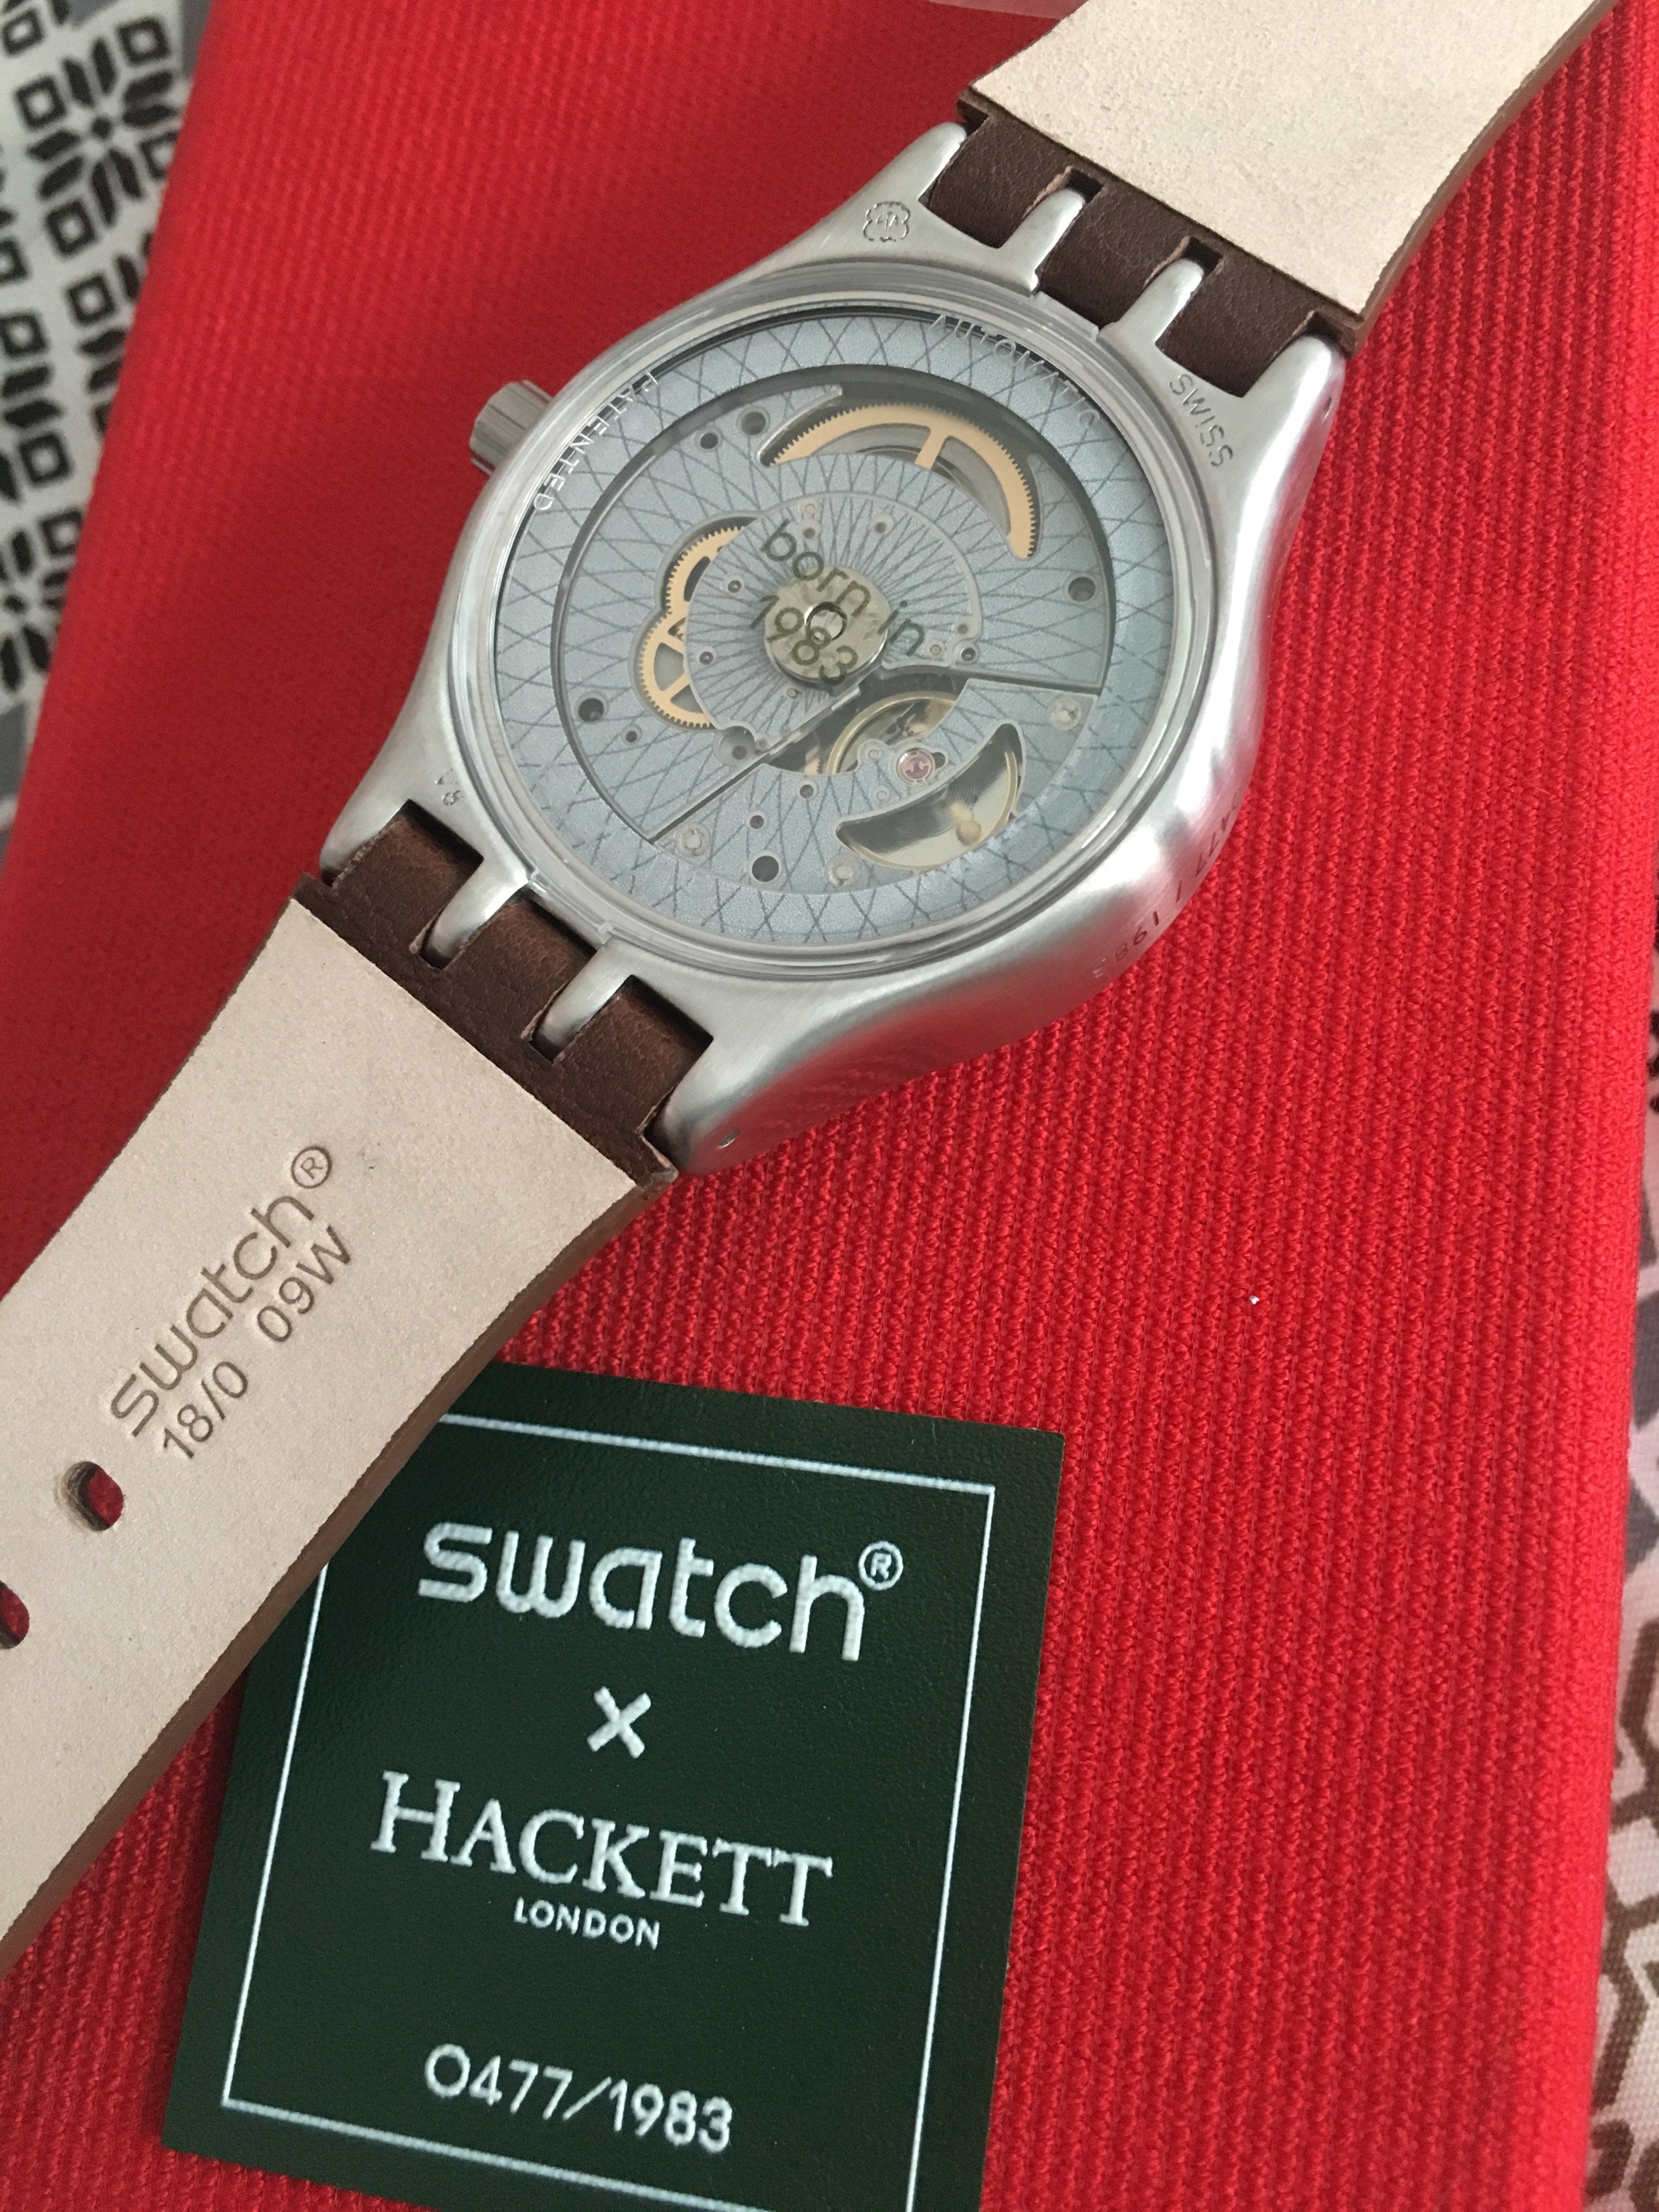 AUTOMATIC
SWISS
PATENTED
born in
1983
swatch®
18/0 09W
swatch®
x
HACKETT
LONDON
0477/1983